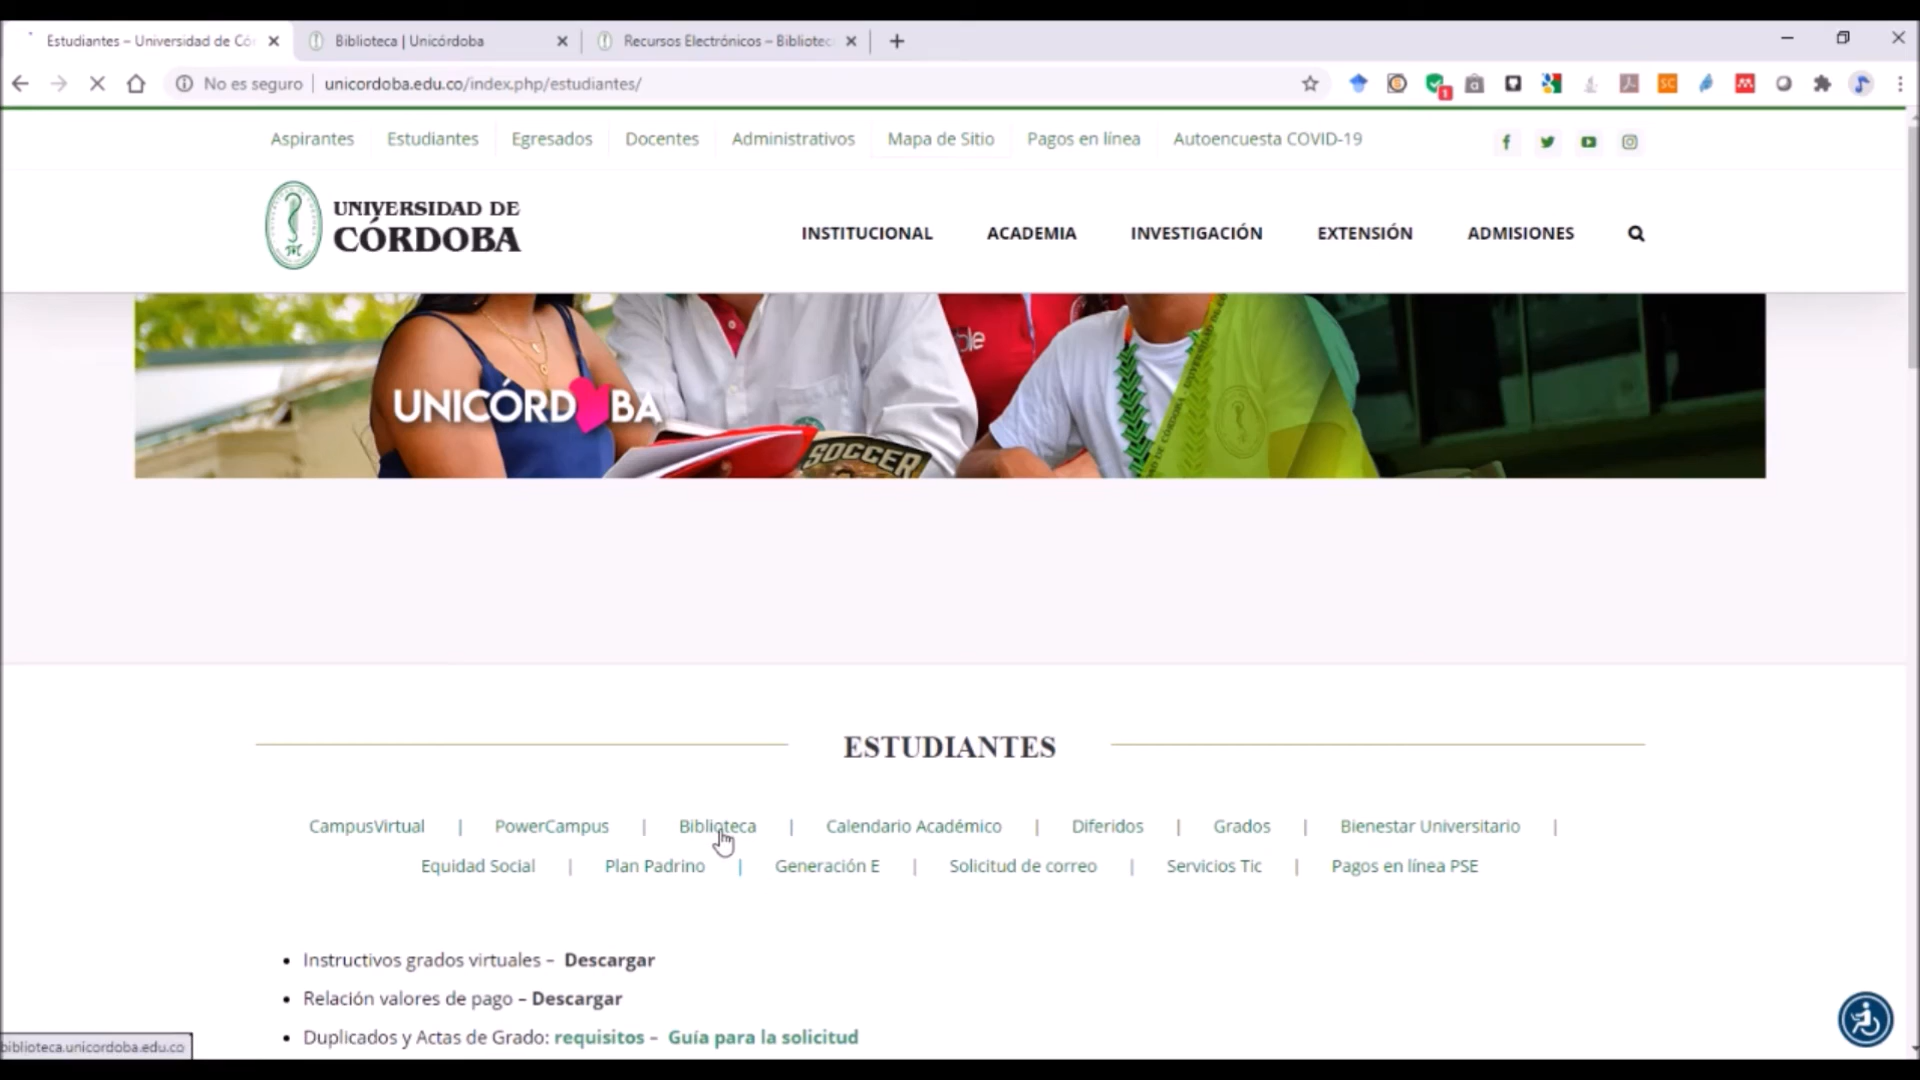 Estudiantes – Universidad de Có
Biblioteca | Unicórdoba
Recursos Electrónicos – Bibliotec
No es seguro | unicordoba.edu.co/index.php/estudiantes/
Aspirantes Estudiantes Egresados Docentes Administrativos Mapa de Sitio Pagos en línea Autoencuesta COVID-19
UNIVERSIDAD DE
CÓRDOBA
INSTITUCIONAL ACADEMIA INVESTIGACIÓN EXTENSIÓN ADMISIONES
UNICÓRD BA
SOCCER
ESTUDIANTES
CampusVirtual | PowerCampus | Biblioteca | Calendario Académico | Diferidos | Grados | Bienestar Universitario |
Equidad Social | Plan Padrino | Generación E | Solicitud de correo | Servicios Tic | Pagos en línea PSE
• Instructivos grados virtuales – Descargar
• Relación valores de pago – Descargar
• Duplicados y Actas de Grado: requisitos – Guía para la solicitud
biblioteca.unicordoba.edu.co